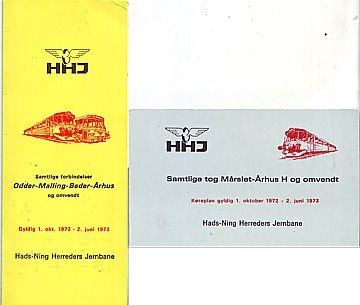 HHJ
Samtlige forbindelser
Odder-Malling-Beder-Århus
og omvendt
Gyldig 1. okt. 1972 - 2. juni 1973
Hads-Ning Herreders Jernbane
HHJ
Samtlige tog Mårslet-Århus H og omvendt
Køreplan gyldig 1. oktober 1972 - 2. juni 1973
Hads-Ning Herreders Jernbane